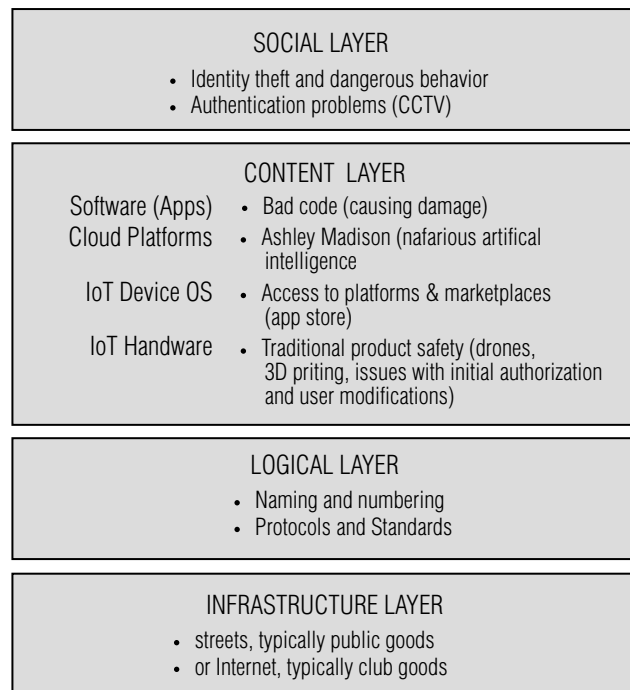 SOCIAL LAYER
• Identity theft and dangerous behavior
• Authentication problems (CCTV)
CONTENT LAYER
Software (Apps) • Bad code (causing damage)
Cloud Platforms • Ashley Madison (nafarious artifical
intelligence
IoT Device OS • Access to platforms & marketplaces
(app store)
IoT Hardware • Traditional product safety (drones,
3D priting, issues with initial authorization
and user modifications)
LOGICAL LAYER
• Naming and numbering
• Protocols and Standards
INFRASTRUCTURE LAYER
• streets, typically public goods
• or Internet, typically club goods